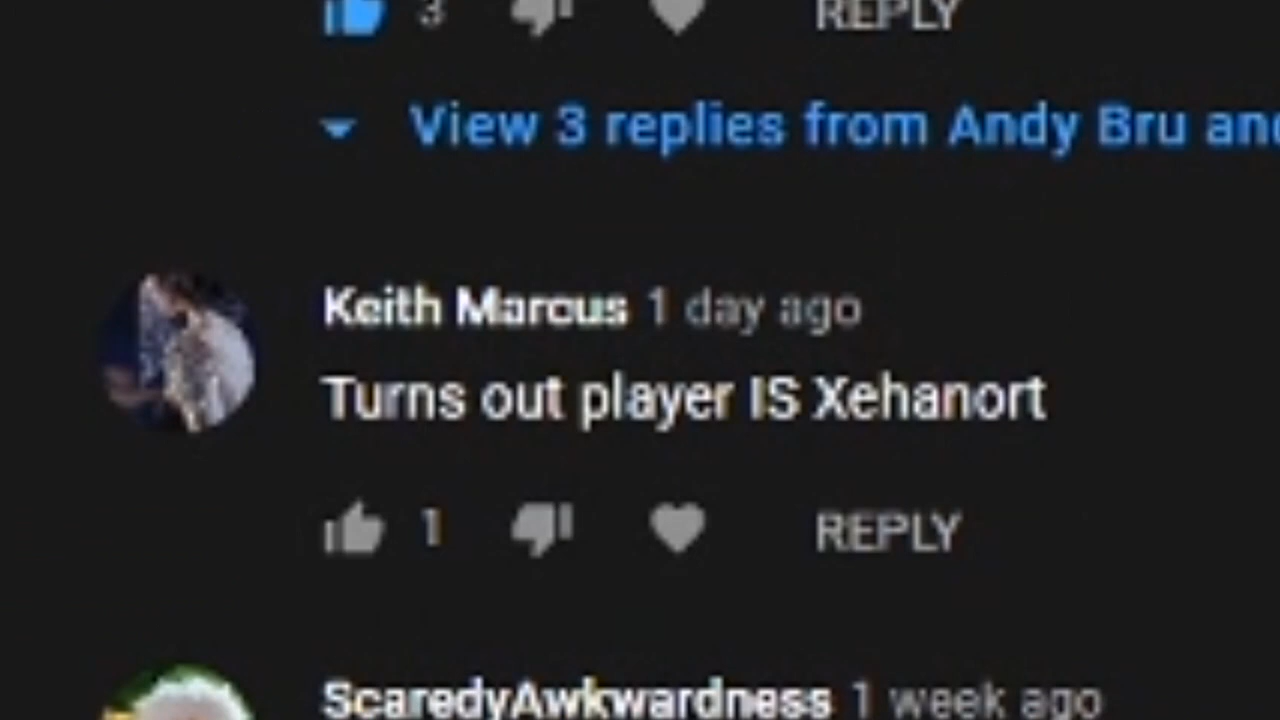 3 REPLY
View 3 replies from Andy Bru and
Keith Marcus 1 day ago
Turns out player IS Xehanort
1 REPLY
ScaredyAwkwardness 1 week ago